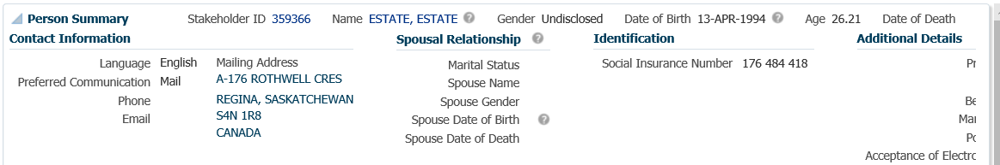 Person Summary Stakeholder ID 359366 Name ESTATE, ESTATE Gender Undisclosed Date of Birth 13-APR-1994 Age 26.21 Date of Death
Contact Information
Language English
Preferred Communication Mail
Phone
Email
Mailing Address
A-176 ROTHWELL CRES
REGINA, SASKATCHEWAN
S4N 1R8
CANADA
Spousal Relationship
Marital Status
Spouse Name
Spouse Gender
Spouse Date of Birth
Spouse Date of Death
Identification
Social Insurance Number 176 484 418
Additional Details
Pr
Be
Mar
Po
Acceptance of Electro